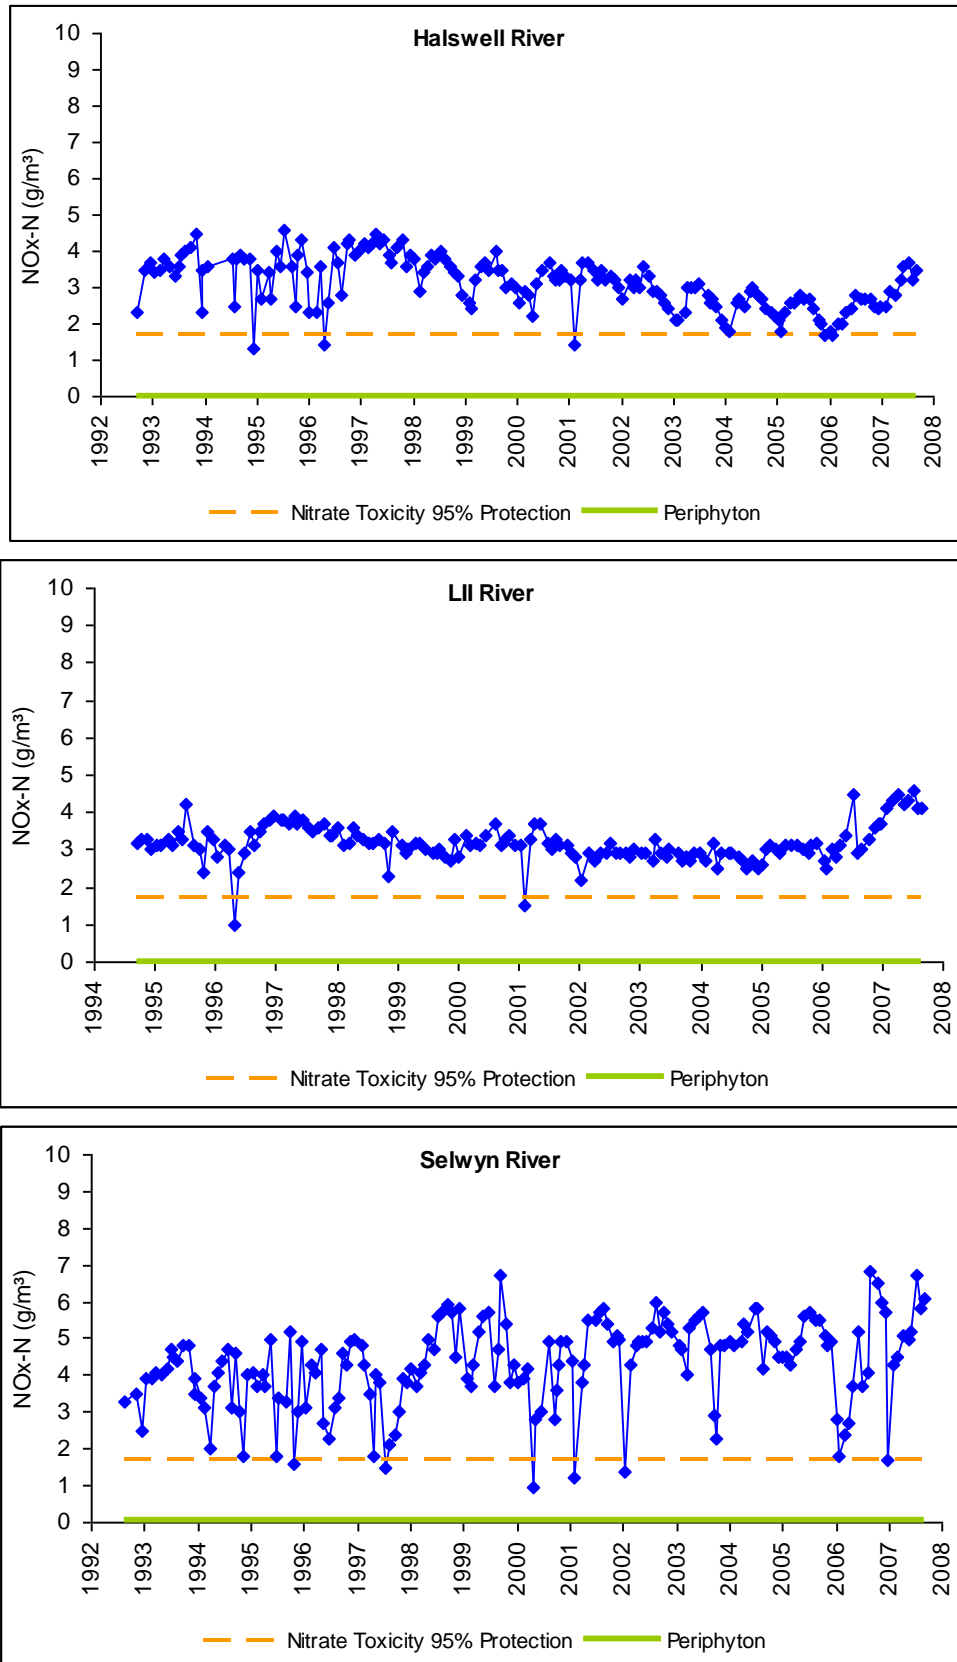 Halswell River
NOx-N (g/m³)
10
9
8
7
6
5
4
3
2
1
0
1992 1993 1994 1995 1996 1997 1998 1999 2000 2001 2002 2003 2004 2005 2006 2007 2008
Nitrate Toxicity 95% Protection Periphyton
LII River
NOx-N (g/m³)
10
9
8
7
6
5
4
3
2
1
0
1994 1995 1996 1997 1998 1999 2000 2001 2002 2003 2004 2005 2006 2007 2008
Nitrate Toxicity 95% Protection Periphyton
Selwyn River
NOx-N (g/m³)
10
9
8
7
6
5
4
3
2
1
0
1992 1993 1994 1995 1996 1997 1998 1999 2000 2001 2002 2003 2004 2005 2006 2007 2008
Nitrate Toxicity 95% Protection Periphyton